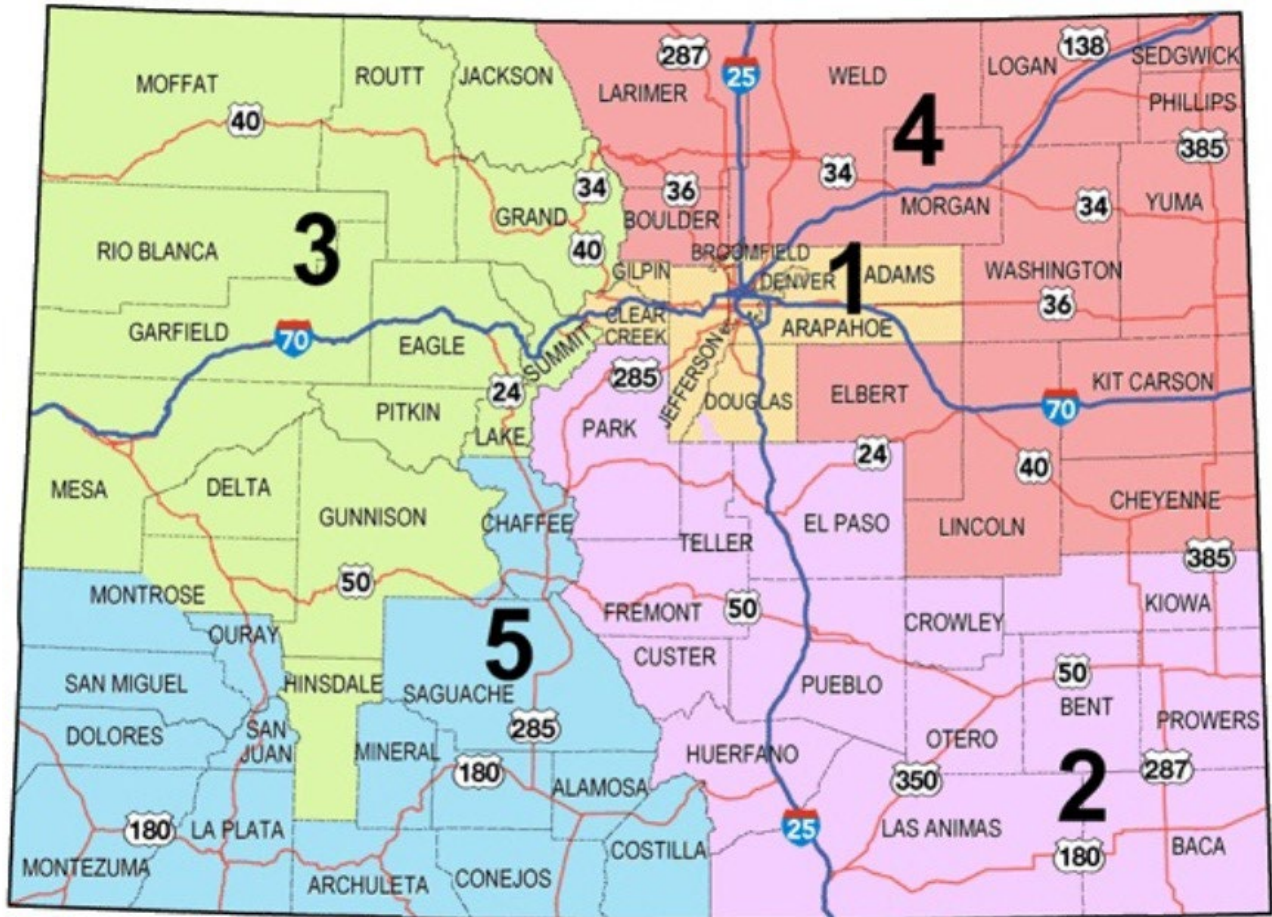 287
138
25
SEDGWICK
MOFFAT
ROUTT
JACKSON
LARIMER
WELD
LOGAN
PHILLIPS
40
4
385
34
36
34
34
YUMA
BOULDER
MORGAN
GRAND
3
40
RIO BLANCA
BROOMFIELD
1
GILPIN
DENVER
ADAMS
WASHINGTON
36
GARFIELD
70
CLEAR
CREEK
ARAPAHOE
EAGLE
SUMMIT
285
JEFFERSON
24
DOUGLAS
ELBERT
KIT CARSON
70
PITKIN
LAKE
PARK
24
40
MESA
DELTA
GUNNISON
CHAFFEE
EL PASO
LINCOLN
CHEYENNE
TELLER
385
50
MONTROSE
5
FREMONT
50
KIOWA
OURAY
CROWLEY
CUSTER
SAN MIGUEL
HINSDALE
SAGUACHE
PUEBLO
50
BENT
PROWERS
DOLORES
SAN
JUAN
MINERAL
285
HUERFANO
OTERO
180
ALAMOSA
350
2
287
180
LA PLATA
25
LAS ANIMAS
MONTEZUMA
COSTILLA
180
BACA
ARCHULETA
CONEJOS